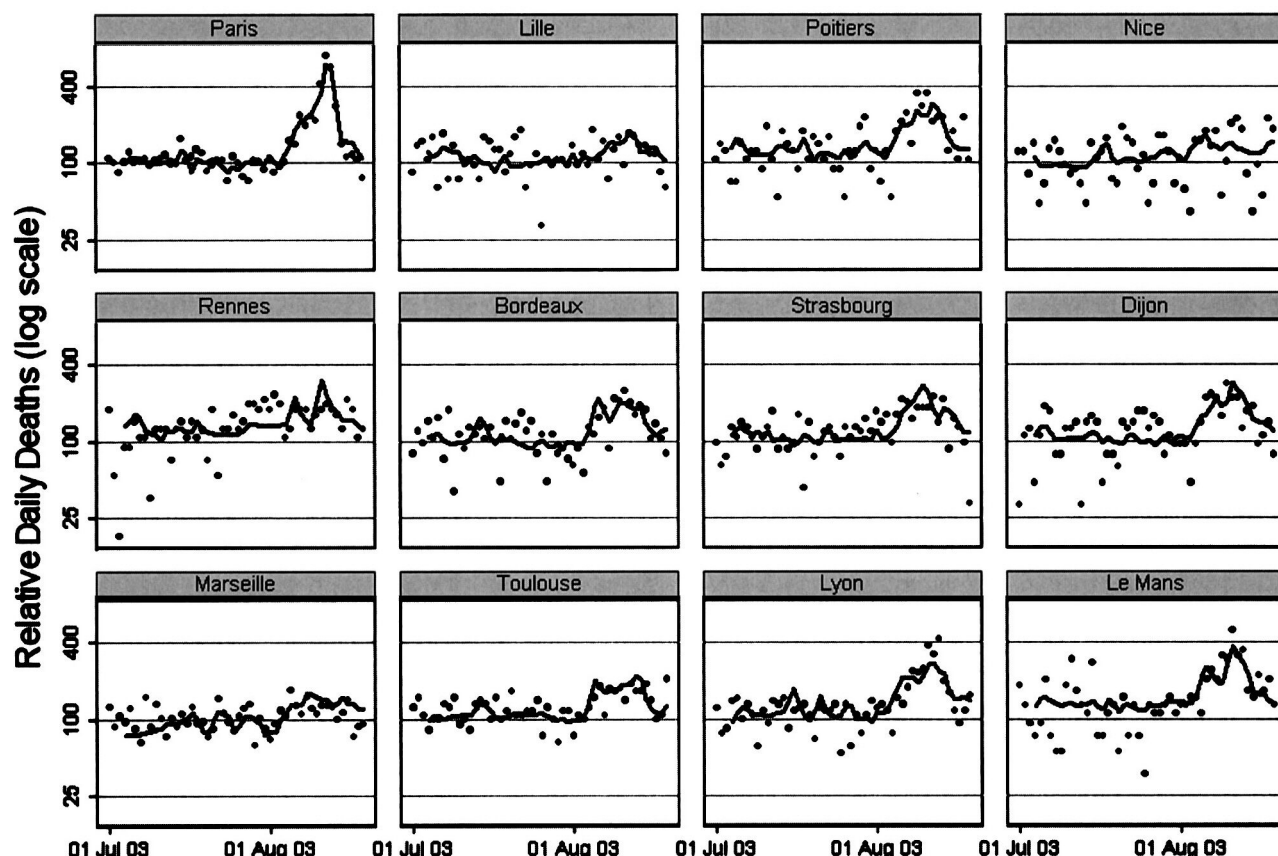 Relative Daily Deaths (log scale)
Paris Lille Poitiers Nice
400
100
25
Rennes Bordeaux Strasbourg Dijon
400
100
25
Marseille Toulouse Lyon Le Mans
400
100
25
01 Jul 03 01 Aug 03 01 Jul 03 01 Aug 03 01 Jul 03 01 Aug 03 01 Jul 03 01 Aug 03